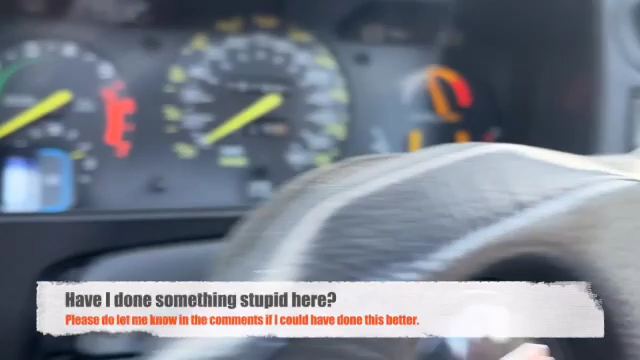 Have I done something stupid here?
Please do let me know in the comments if I could have done this better.